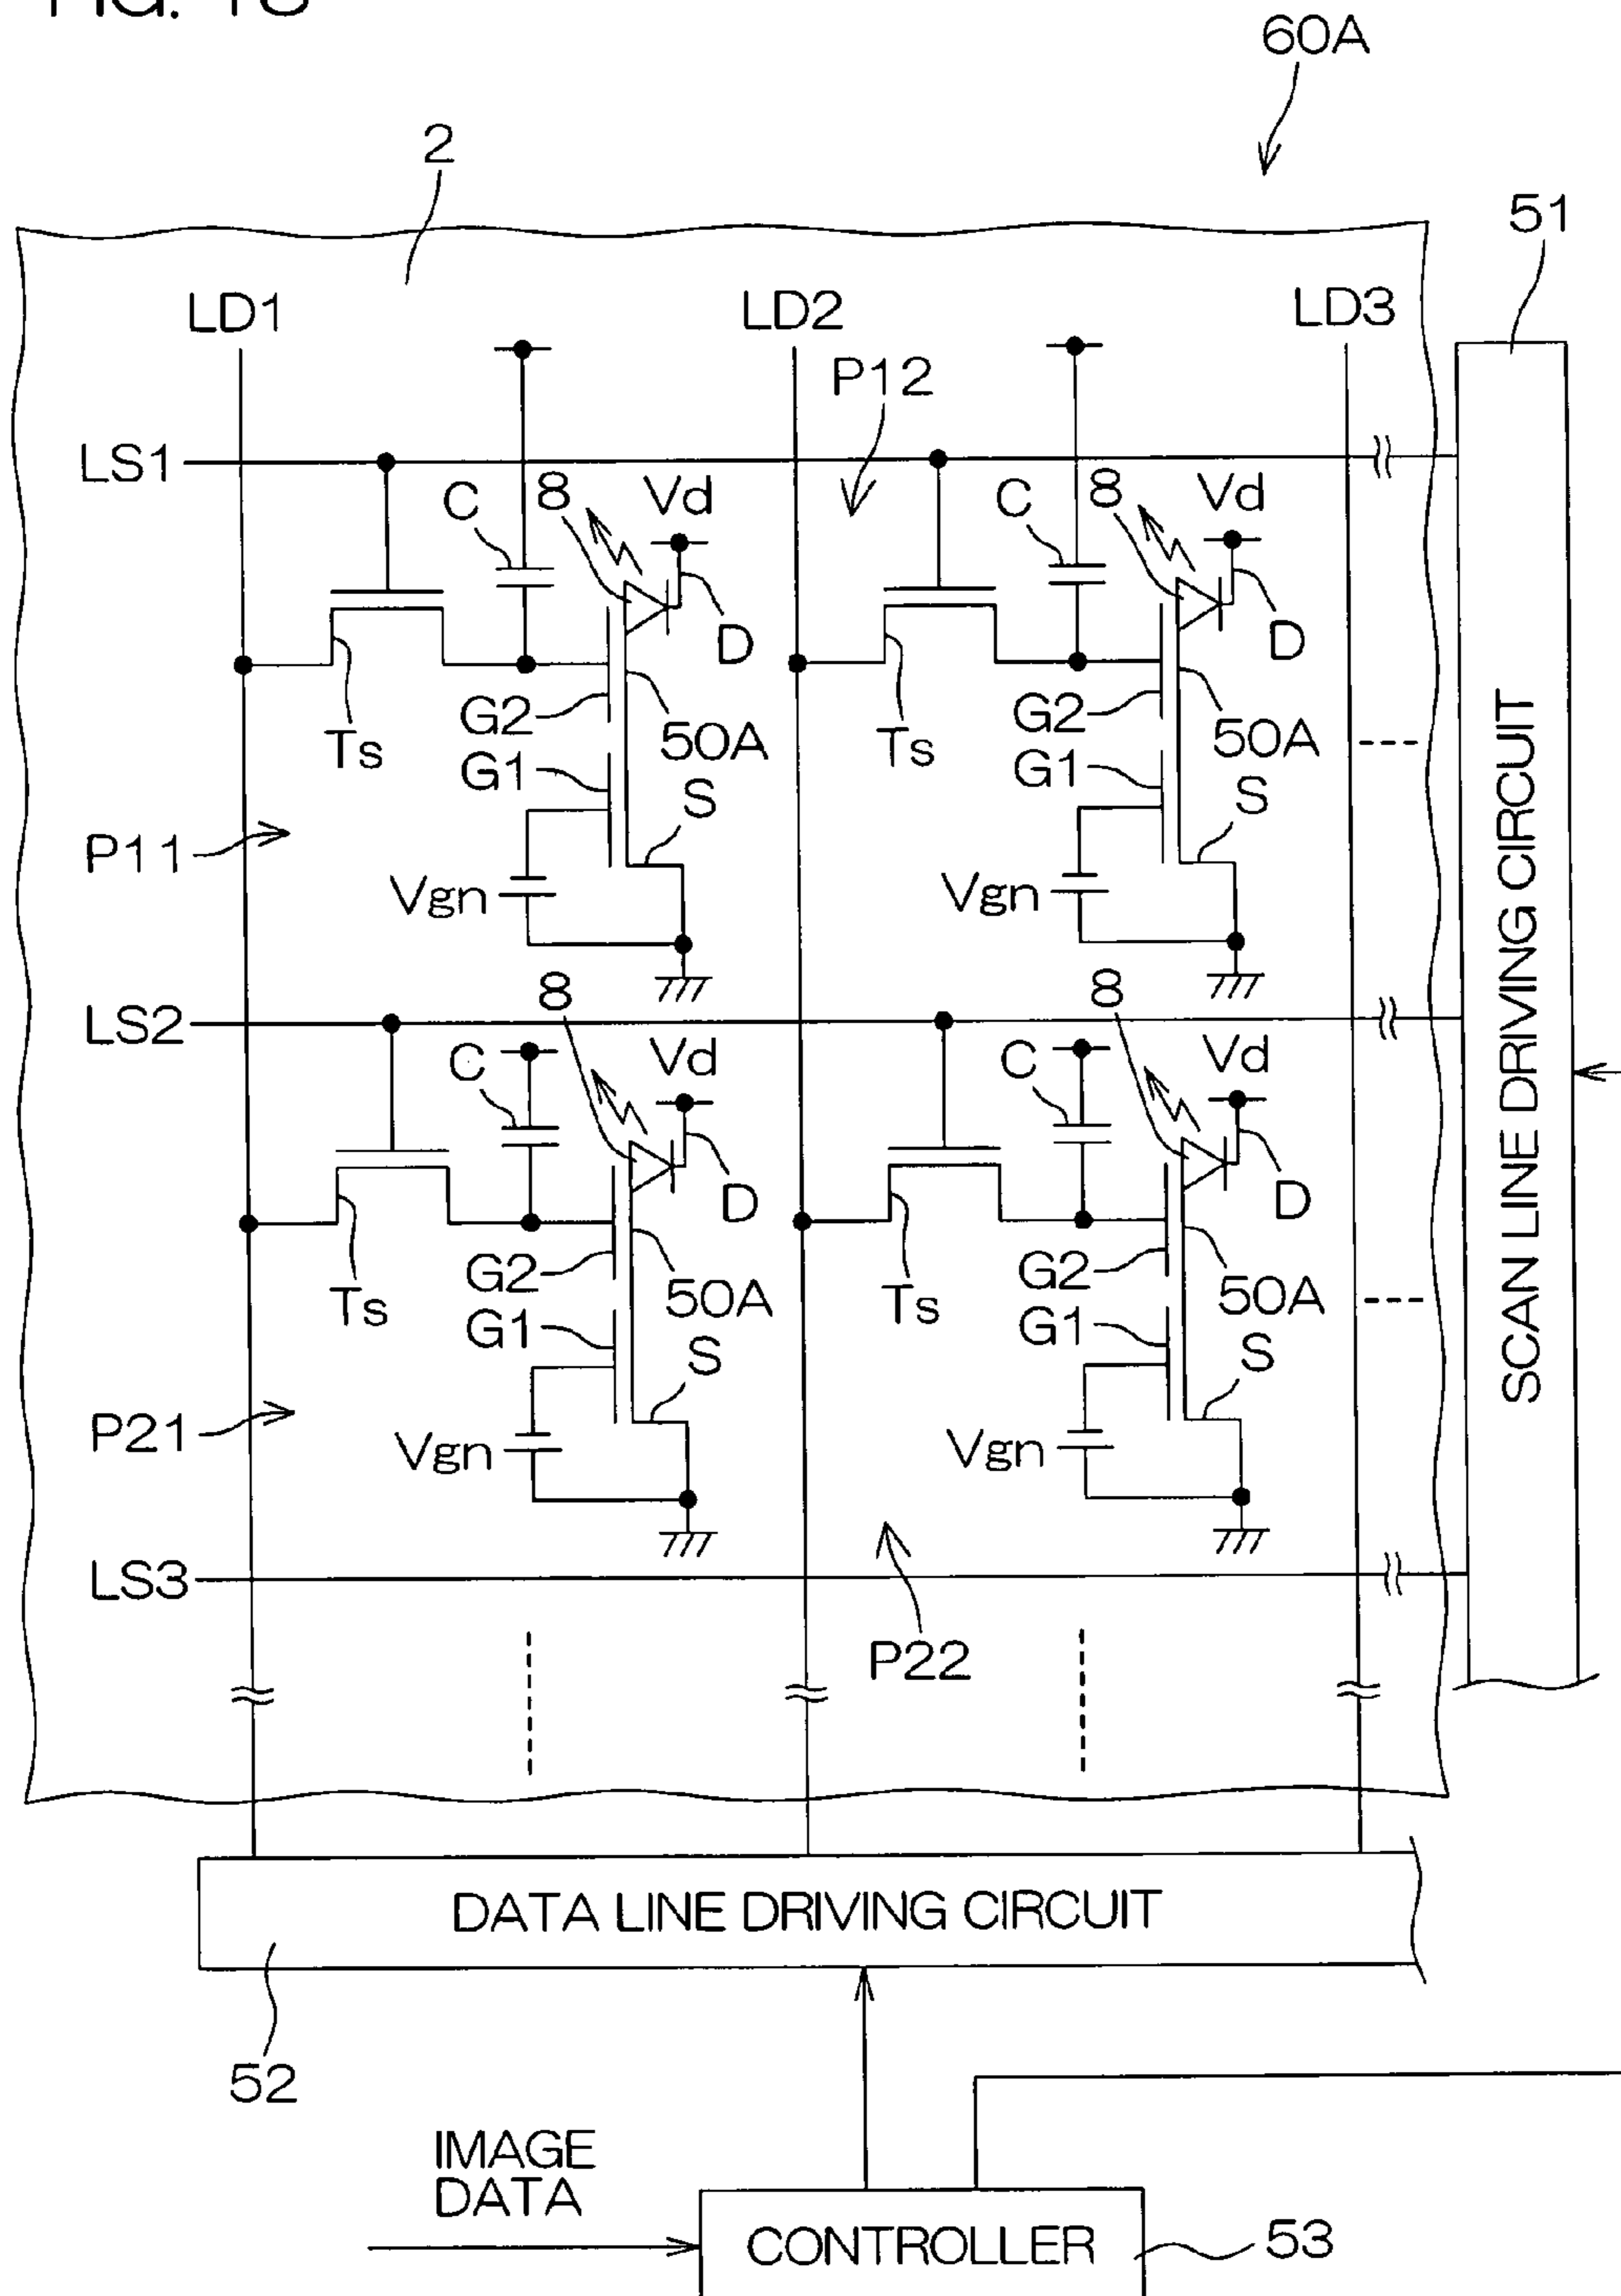 60A
2
51
LD1
LD2
LD3
P12
LS1
C
8
Vd
C
8
Vd
D
D
G2
G2
Ts
50A
Ts
50A
G1
G1
S
S
P11
Vgn
Vgn
SCAN LINE DRIVING CIRCUIT
8
8
LS2
C
Vd
C
Vd
D
D
G2
G2
Ts
50A
Ts
50A
G1
G1
S
S
P21
Vgn
Vgn
LS3
P22
DATA LINE DRIVING CIRCUIT
52
IMAGE
DATA
CONTROLLER
53